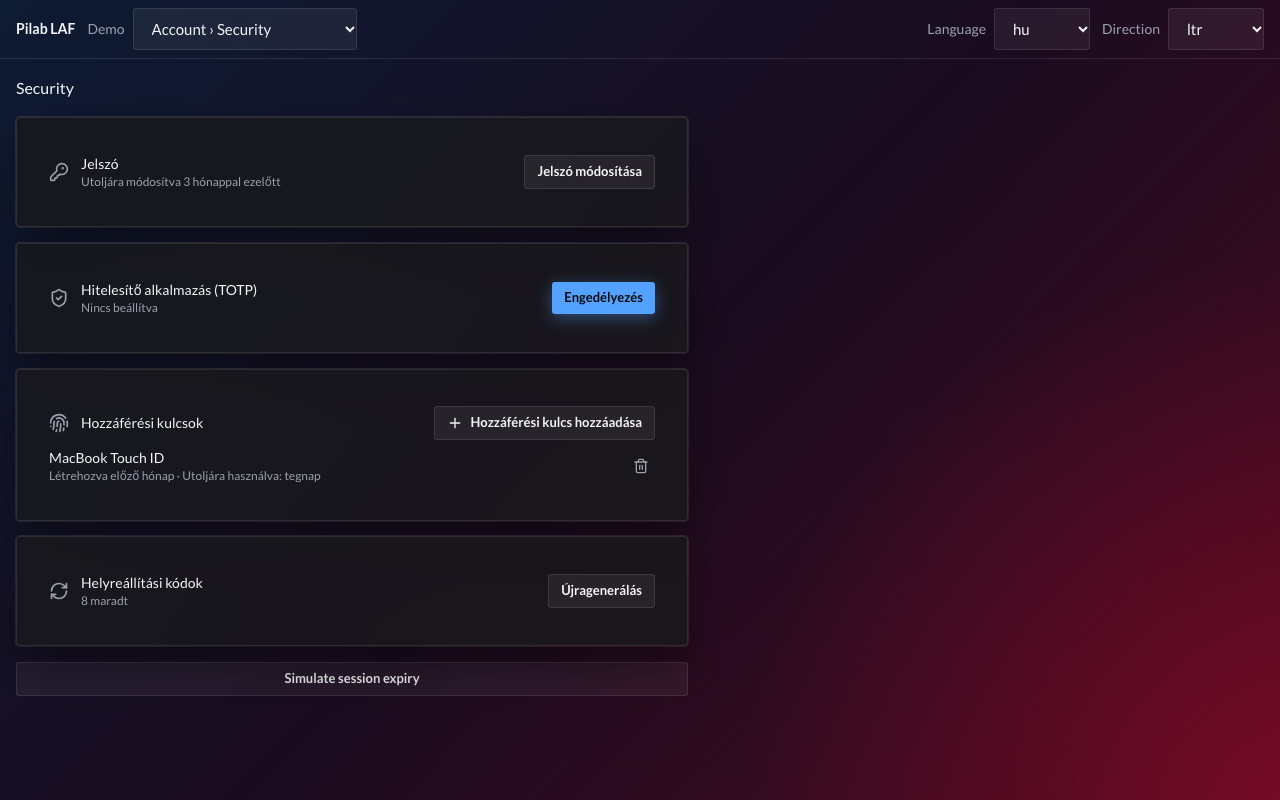 Pilab LAF Demo Account › Security Language hu Direction ltr
Security
Jelszó
Utoljára módosítva 3 hónappal ezelőtt
Jelszó módosítása
Hitelesítő alkalmazás (TOTP)
Nincs beállítva
Engedélyezés
Hozzáférési kulcsok
Hozzáférési kulcs hozzáadása
MacBook Touch ID
Létrehozva előző hónap · Utoljára használva: tegnap
Helyreállítási kódok
8 maradt
Újragenerálás
Simulate session expiry